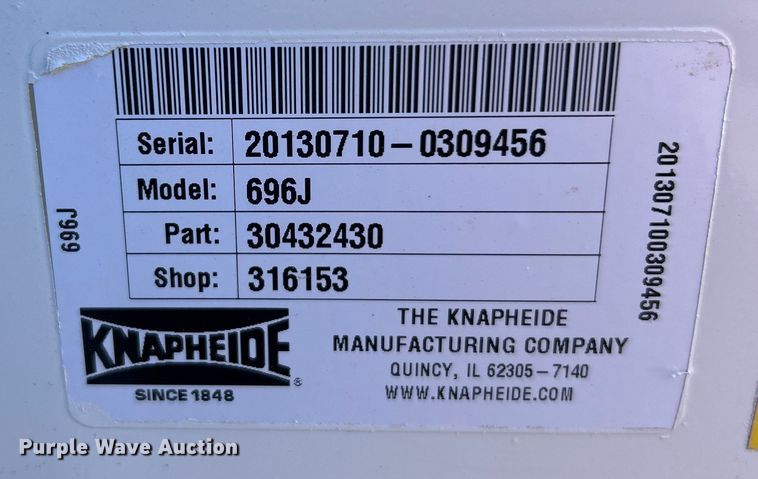 Serial: 20130710-0309456
Model: 696J
Part: 30432430
Shop: 316153
696J
201307100309456
KNAPHEIDE®
SINCE 1848
THE KNAPHEIDE
MANUFACTURING COMPANY
QUINCY, IL 62305-7140
WWW.KNAPHEIDE.COM
Purple Wave Auction